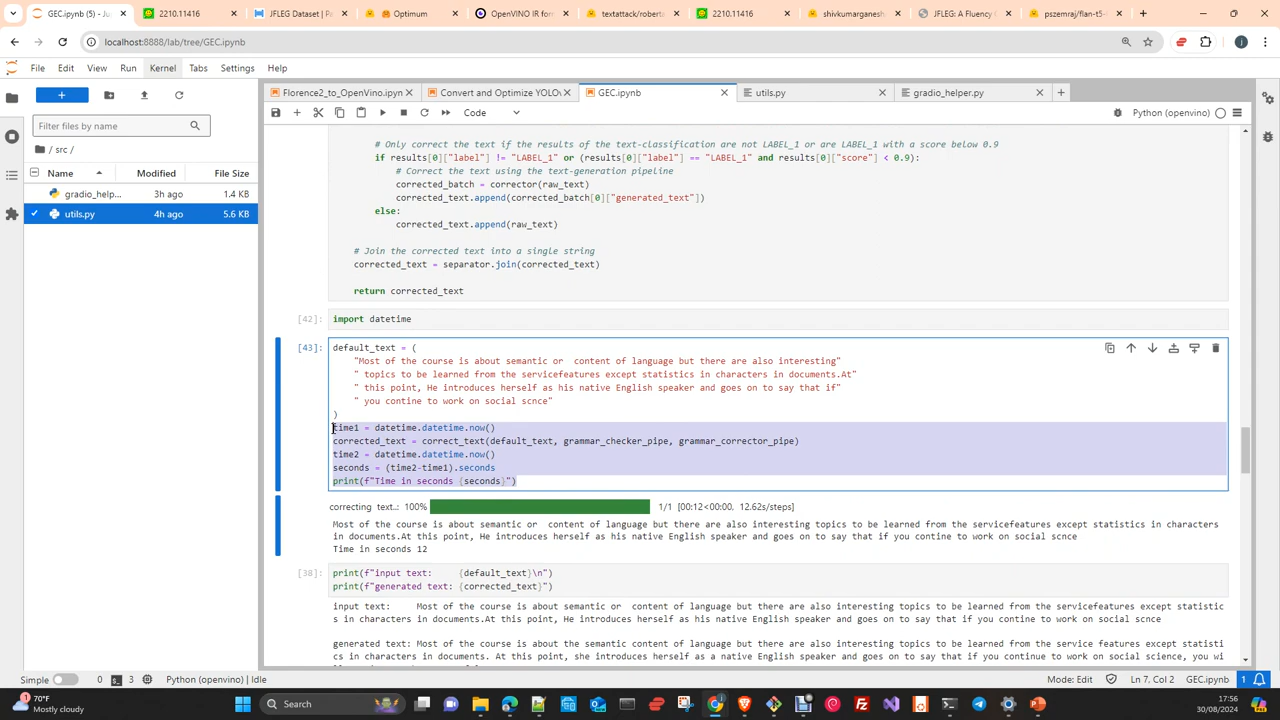 GEC.ipynb (5) - Jupyter
2210.11416
JFLEG Dataset | Pa
Optimum
OpenVINO IR for
textattack/robert
2210.11416
shivkumarganesh
JFLEG: A Fluency C
pszemraj/flan-t5-
localhost:8888/lab/tree/GEC.ipynb
File Edit View Run Kernel Tabs Settings Help
Florence2_to_OpenVino.ipyn
Convert and Optimize YOLOv
GEC.ipynb
utils.py
gradio_helper.py
Code
Python (openvino)
Filter files by name
/ src /
Name Modified File Size
gradio_help... 3h ago 1.4 KB
utils.py 4h ago 5.6 KB
# Only correct the text if the results of the text-classification are not LABEL_1 or are LABEL_1 with a score below 0.9
if results[0]["label"] != "LABEL_1" or (results[0]["label"] == "LABEL_1" and results[0]["score"] < 0.9):
# Correct the text using the text-generation pipeline
corrected_batch = corrector(raw_text)
corrected_text.append(corrected_batch[0]["generated_text"])
else:
corrected_text.append(raw_text)
# Join the corrected text into a single string
corrected_text = separator.join(corrected_text)
return corrected_text
[42]: import datetime
[43]: default_text = (
"Most of the course is about semantic or  content of language but there are also interesting"
" topics to be learned from the servicefeatures except statistics in characters in documents.At"
" this point, He introduces herself as his native English speaker and goes on to say that if"
" you contine to work on social scnce"
)
time1 = datetime.datetime.now()
corrected_text = correct_text(default_text, grammar_checker_pipe, grammar_corrector_pipe)
time2 = datetime.datetime.now()
seconds = (time2-time1).seconds
print(f"Time in seconds {seconds}")
correcting text..: 100% 1/1 [00:12<00:00, 12.62s/steps]
Most of the course is about semantic or  content of language but there are also interesting topics to be learned from the servicefeatures except statistics in characters
in documents.At this point, He introduces herself as his native English speaker and goes on to say that if you contine to work on social scnce
Time in seconds 12
[38]: print(f"input text:    {default_text}\n")
print(f"generated text: {corrected_text}")
input text:    Most of the course is about semantic or  content of language but there are also interesting topics to be learned from the servicefeatures except statistic
s in characters in documents.At this point, He introduces herself as his native English speaker and goes on to say that if you contine to work on social scnce
generated text: Most of the course is about the semantic content of language but there are also interesting topics to be learned from the service features except statisti
cs in characters in documents. At this point, she introduces herself as a native English speaker and goes on to say that if you continue to work on social science, you wi
Simple 0 3 Python (openvino) | Idle
Mode: Edit Ln 7, Col 2 GEC.ipynb 1
70°F
Mostly cloudy
Search
17:56
30/08/2024